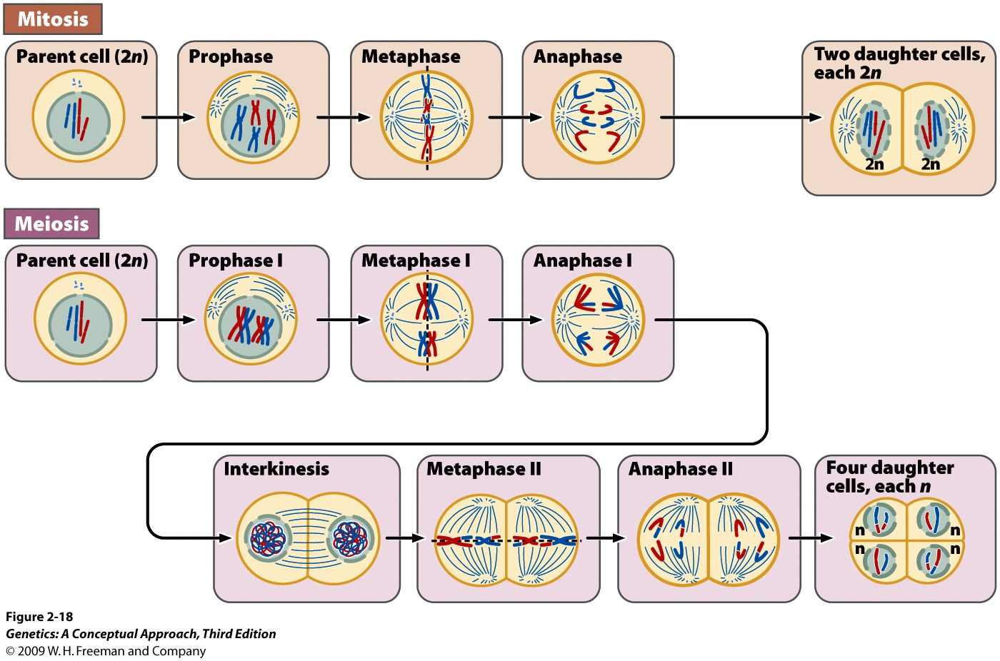 Mitosis
Parent cell (2n)
Prophase
Metaphase
Anaphase
Two daughter cells,
each 2n
2n
2n
Meiosis
Parent cell (2n)
Prophase I
Metaphase I
Anaphase I
Interkinesis
Metaphase II
Anaphase II
Four daughter
cells, each n
n
n
n
n
Figure 2-18
Genetics: A Conceptual Approach, Third Edition
© 2009 W. H. Freeman and Company